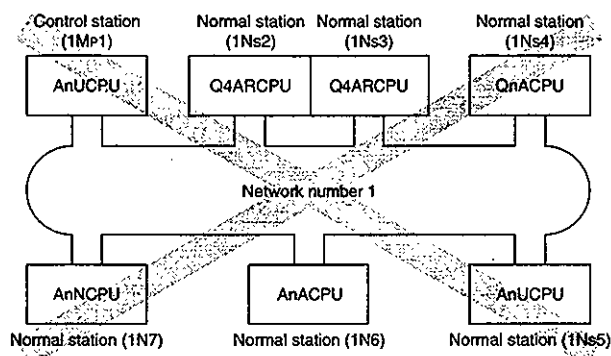 Control station
(1MP1)
Normal station
(1NS2)
Normal station
(1NS3)
Normal station
(1NS4)
AnUCPU
Q4ARCPU
Q4ARCPU
QnACPU
Network number 1
AnNCPU
AnACPU
AnUCPU
Normal station (1N7)
Normal station (1N6)
Normal station (1NS5)